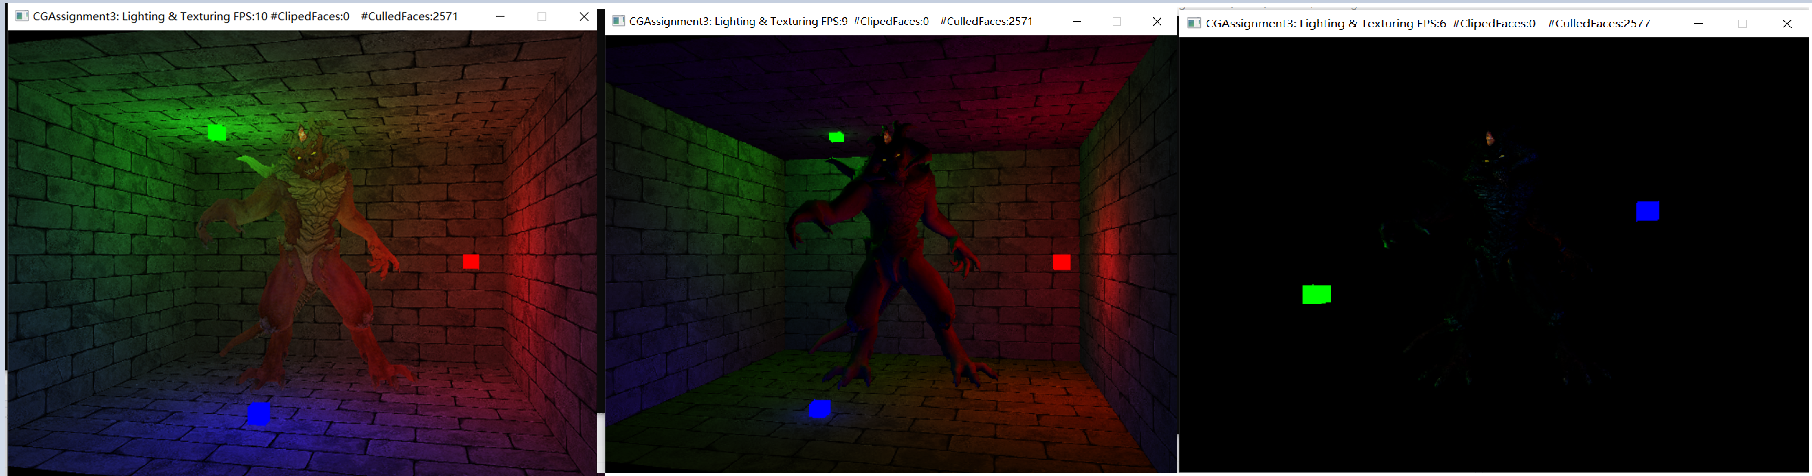 CGAssignment3: Lighting & Texturing FPS:10 #ClipedFaces:0 #CulledFaces:2571
CGAssignment3: Lighting & Texturing FPS:9 #ClipedFaces:0 #CulledFaces:2571
CGAssignment3: Lighting & Texturing FPS:6 #ClipedFaces:0 #CulledFaces:2577